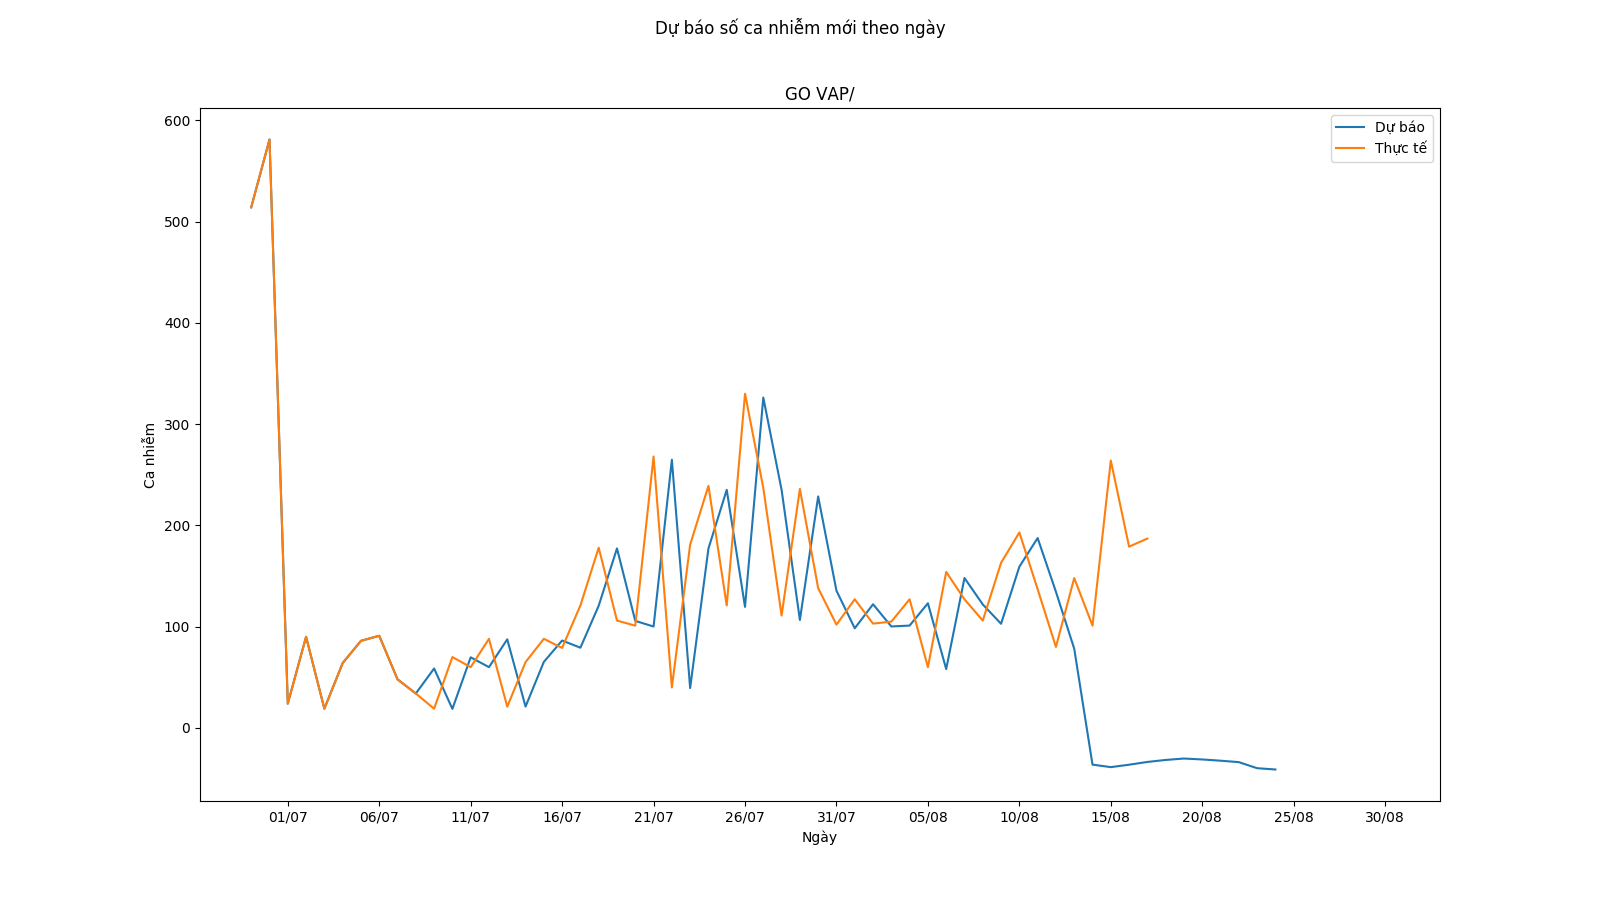 Dự báo số ca nhiễm mới theo ngày
GO VAP/
Dự báo
Thực tế
600
500
400
300
200
100
0
Ca nhiễm
01/07 06/07 11/07 16/07 21/07 26/07 31/07 05/08 10/08 15/08 20/08 25/08 30/08
Ngày